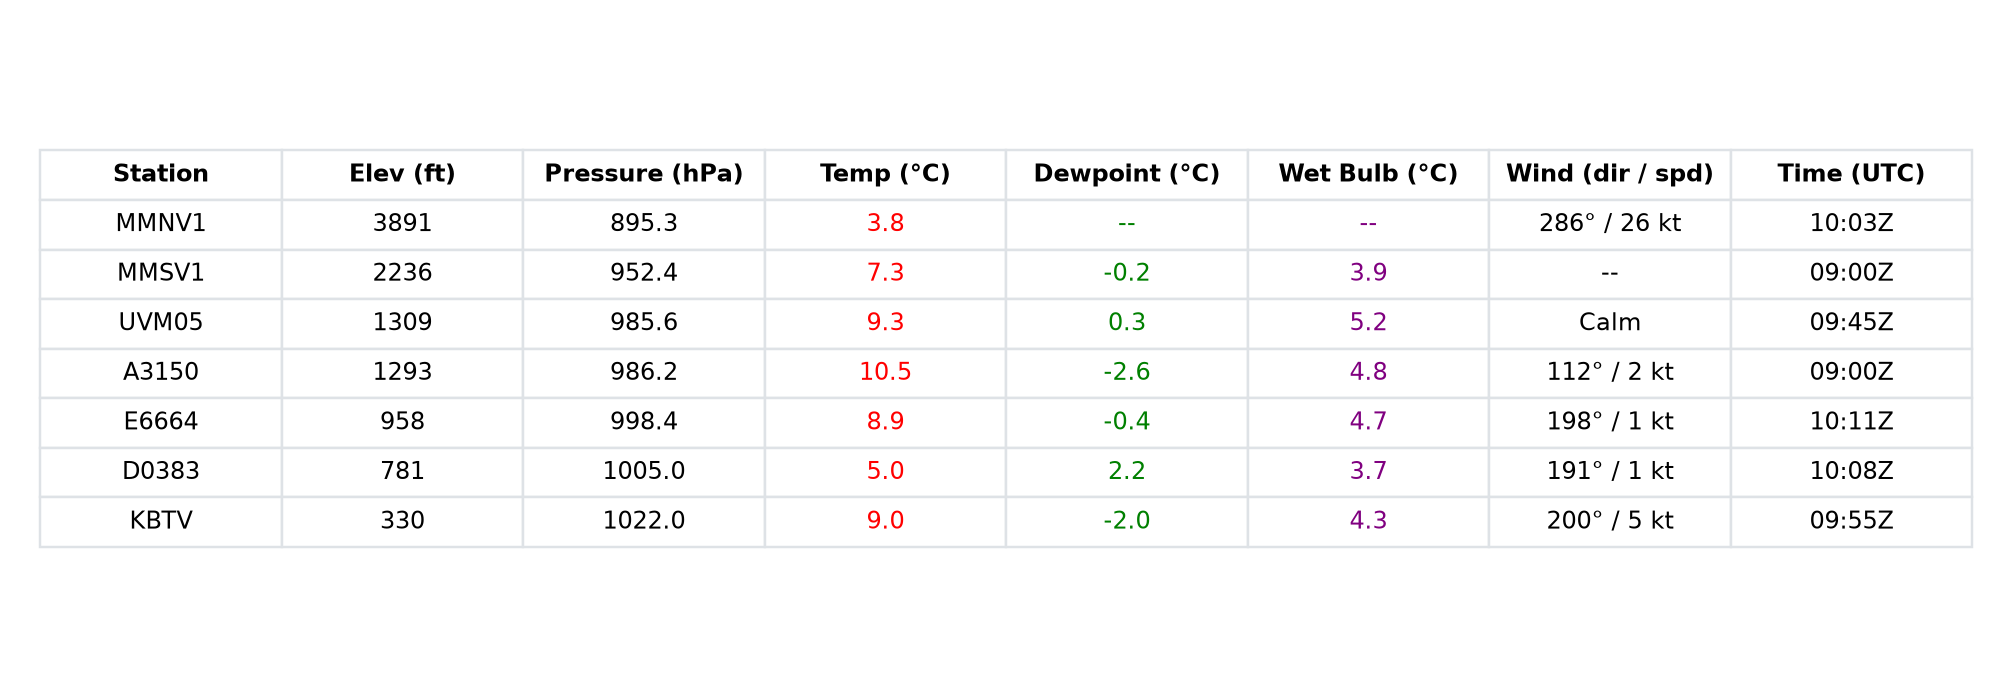 Station Elev (ft) Pressure (hPa) Temp (°C) Dewpoint (°C) Wet Bulb (°C) Wind (dir / spd) Time (UTC)
MMNV1 3891 895.3 3.8 -- -- 286° / 26 kt 10:03Z
MMSV1 2236 952.4 7.3 -0.2 3.9 -- 09:00Z
UVM05 1309 985.6 9.3 0.3 5.2 Calm 09:45Z
A3150 1293 986.2 10.5 -2.6 4.8 112° / 2 kt 09:00Z
E6664 958 998.4 8.9 -0.4 4.7 198° / 1 kt 10:11Z
D0383 781 1005.0 5.0 2.2 3.7 191° / 1 kt 10:08Z
KBTV 330 1022.0 9.0 -2.0 4.3 200° / 5 kt 09:55Z